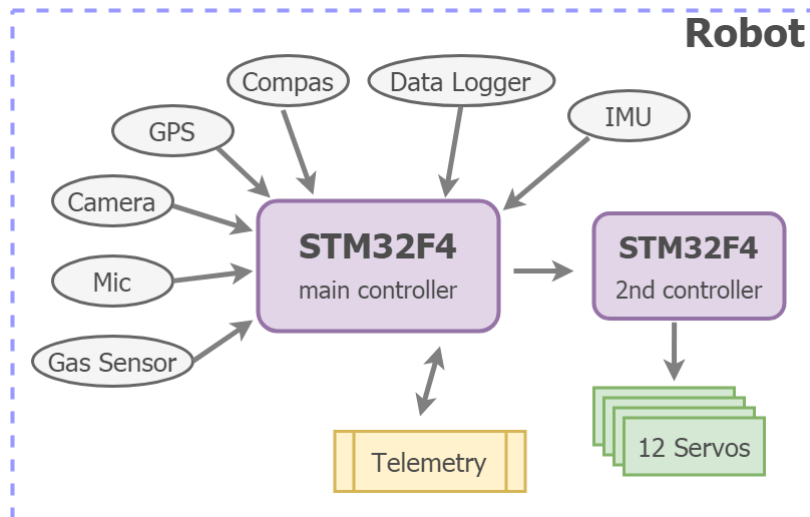 Robot
Compas
Data Logger
IMU
GPS
Camera
Mic
Gas Sensor
STM32F4
main controller
STM32F4
2nd controller
Telemetry
12 Servos